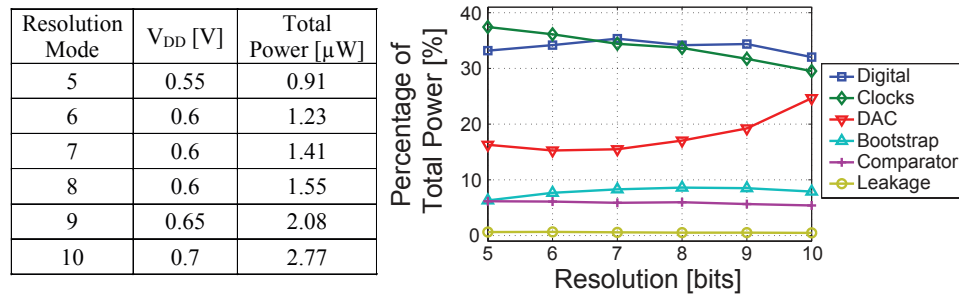 Resolution Mode V_DD [V] Total Power [µW]
5 0.55 0.91
6 0.6 1.23
7 0.6 1.41
8 0.6 1.55
9 0.65 2.08
10 0.7 2.77
Percentage of
Total Power [%]
40
30
20
10
0
5 6 7 8 9 10
Resolution [bits]
Digital
Clocks
DAC
Bootstrap
Comparator
Leakage